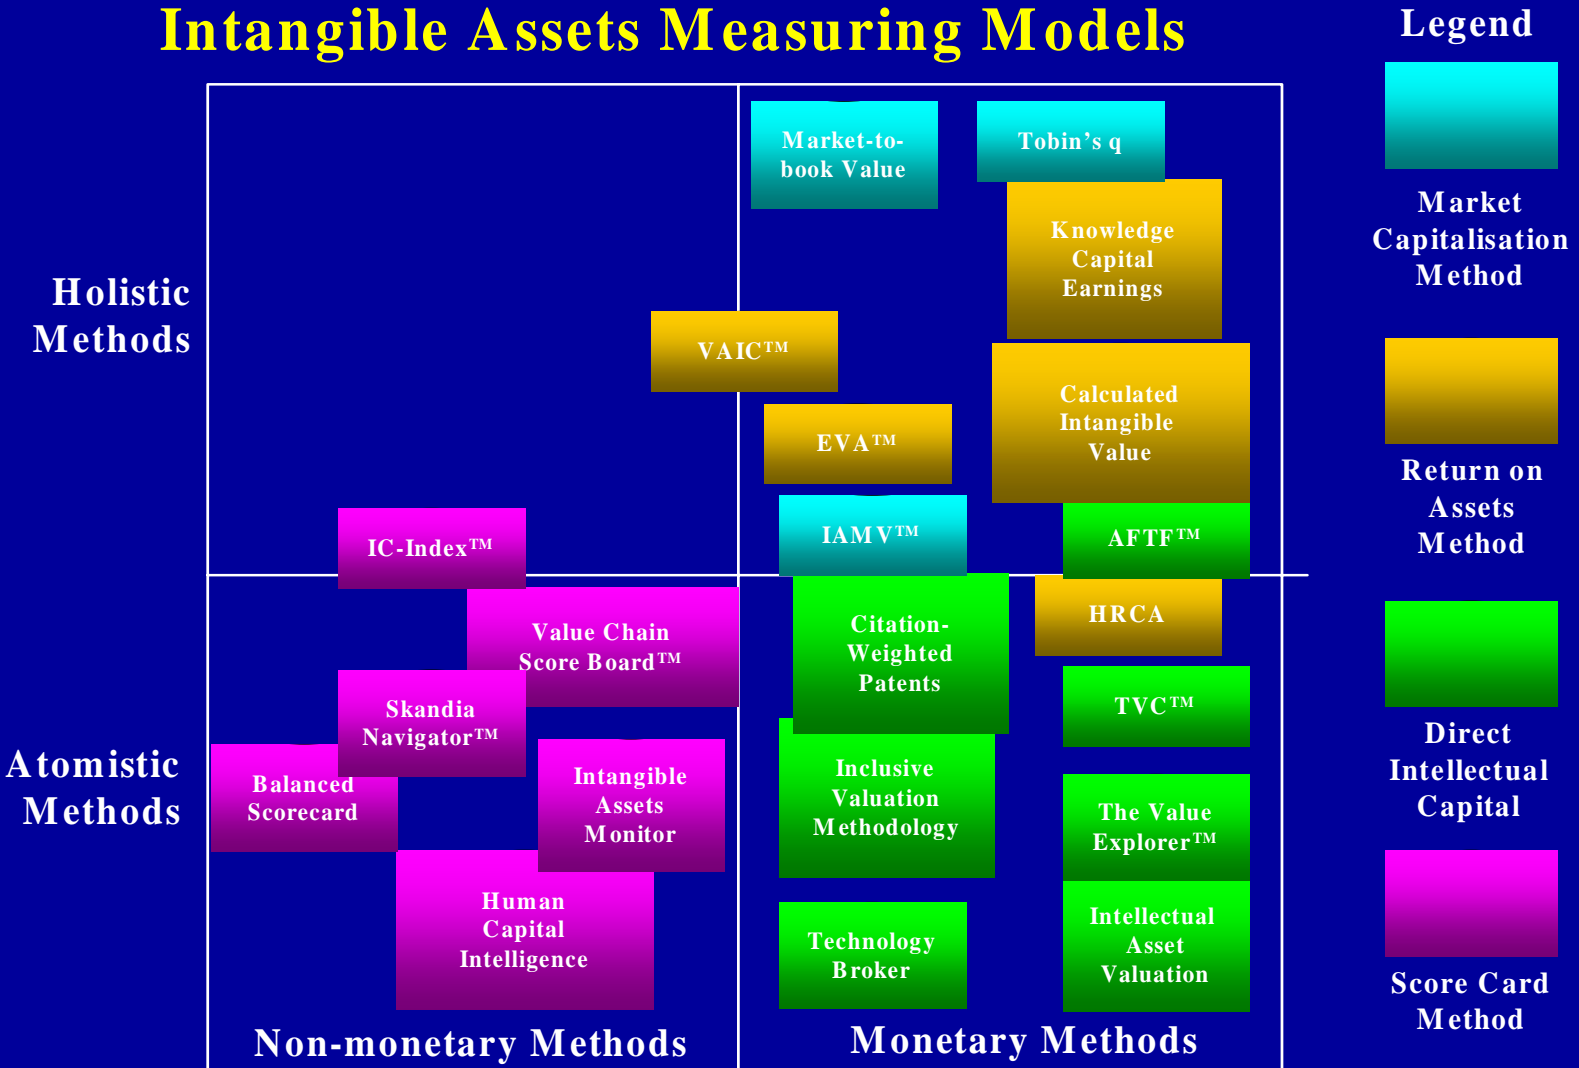 Intangible Assets Measuring Models
Legend
Market-to-
book Value
Tobin's q
Knowledge
Capital
Earnings
Holistic
Methods
VAIC™
Calculated
Intangible
Value
EVA™
IAMV™
AFTF™
IC-Index™
Value Chain
Score Board™
Citation-
Weighted
Patents
HRCA
Skandia
Navigator™
TVC™
Atomistic
Methods
Balanced
Scorecard
Intangible
Assets
Monitor
Inclusive
Valuation
Methodology
The Value
Explorer™
Human
Capital
Intelligence
Technology
Broker
Intellectual
Asset
Valuation
Non-monetary Methods
Monetary Methods
Market
Capitalisation
Method
Return on
Assets
Method
Direct
Intellectual
Capital
Score Card
Method